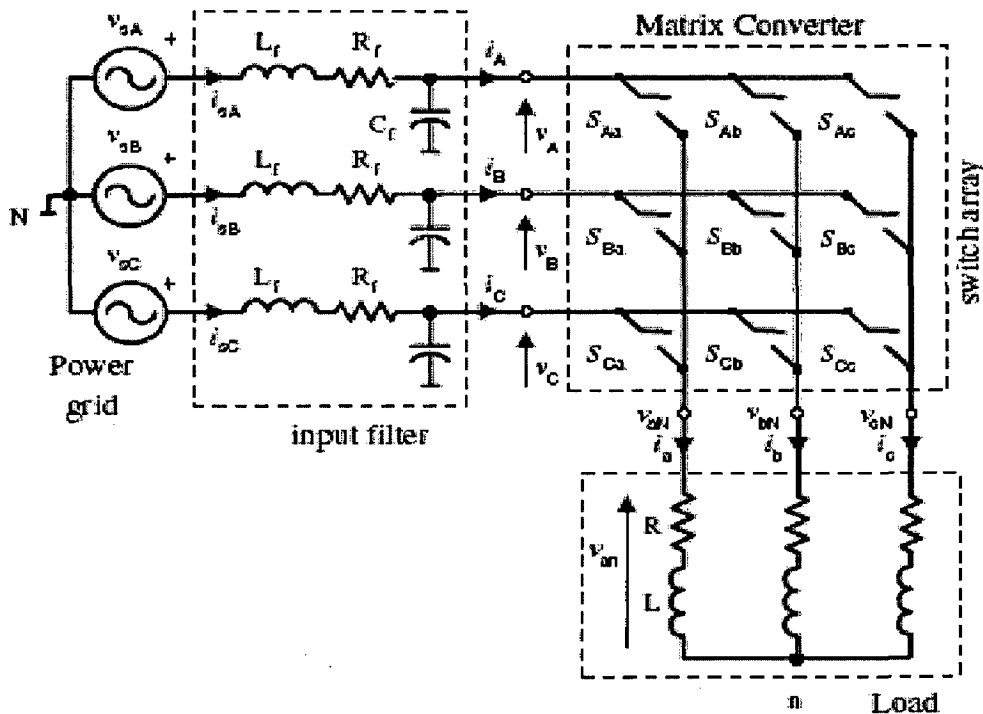 Matrix Converter
v_sA + L_f R_f i_A
i_sA C_f v_A S_Aa S_Ab S_Ac
v_sB + L_f R_f i_B
N i_sB v_B S_Ba S_Bb S_Bc
v_sC + L_f R_f i_C
i_sC v_C S_Ca S_Cb S_Cc
switch array
Power
grid
input filter
v_aN v_bN v_cN
i_a i_b i_c
v_an R
L
n Load